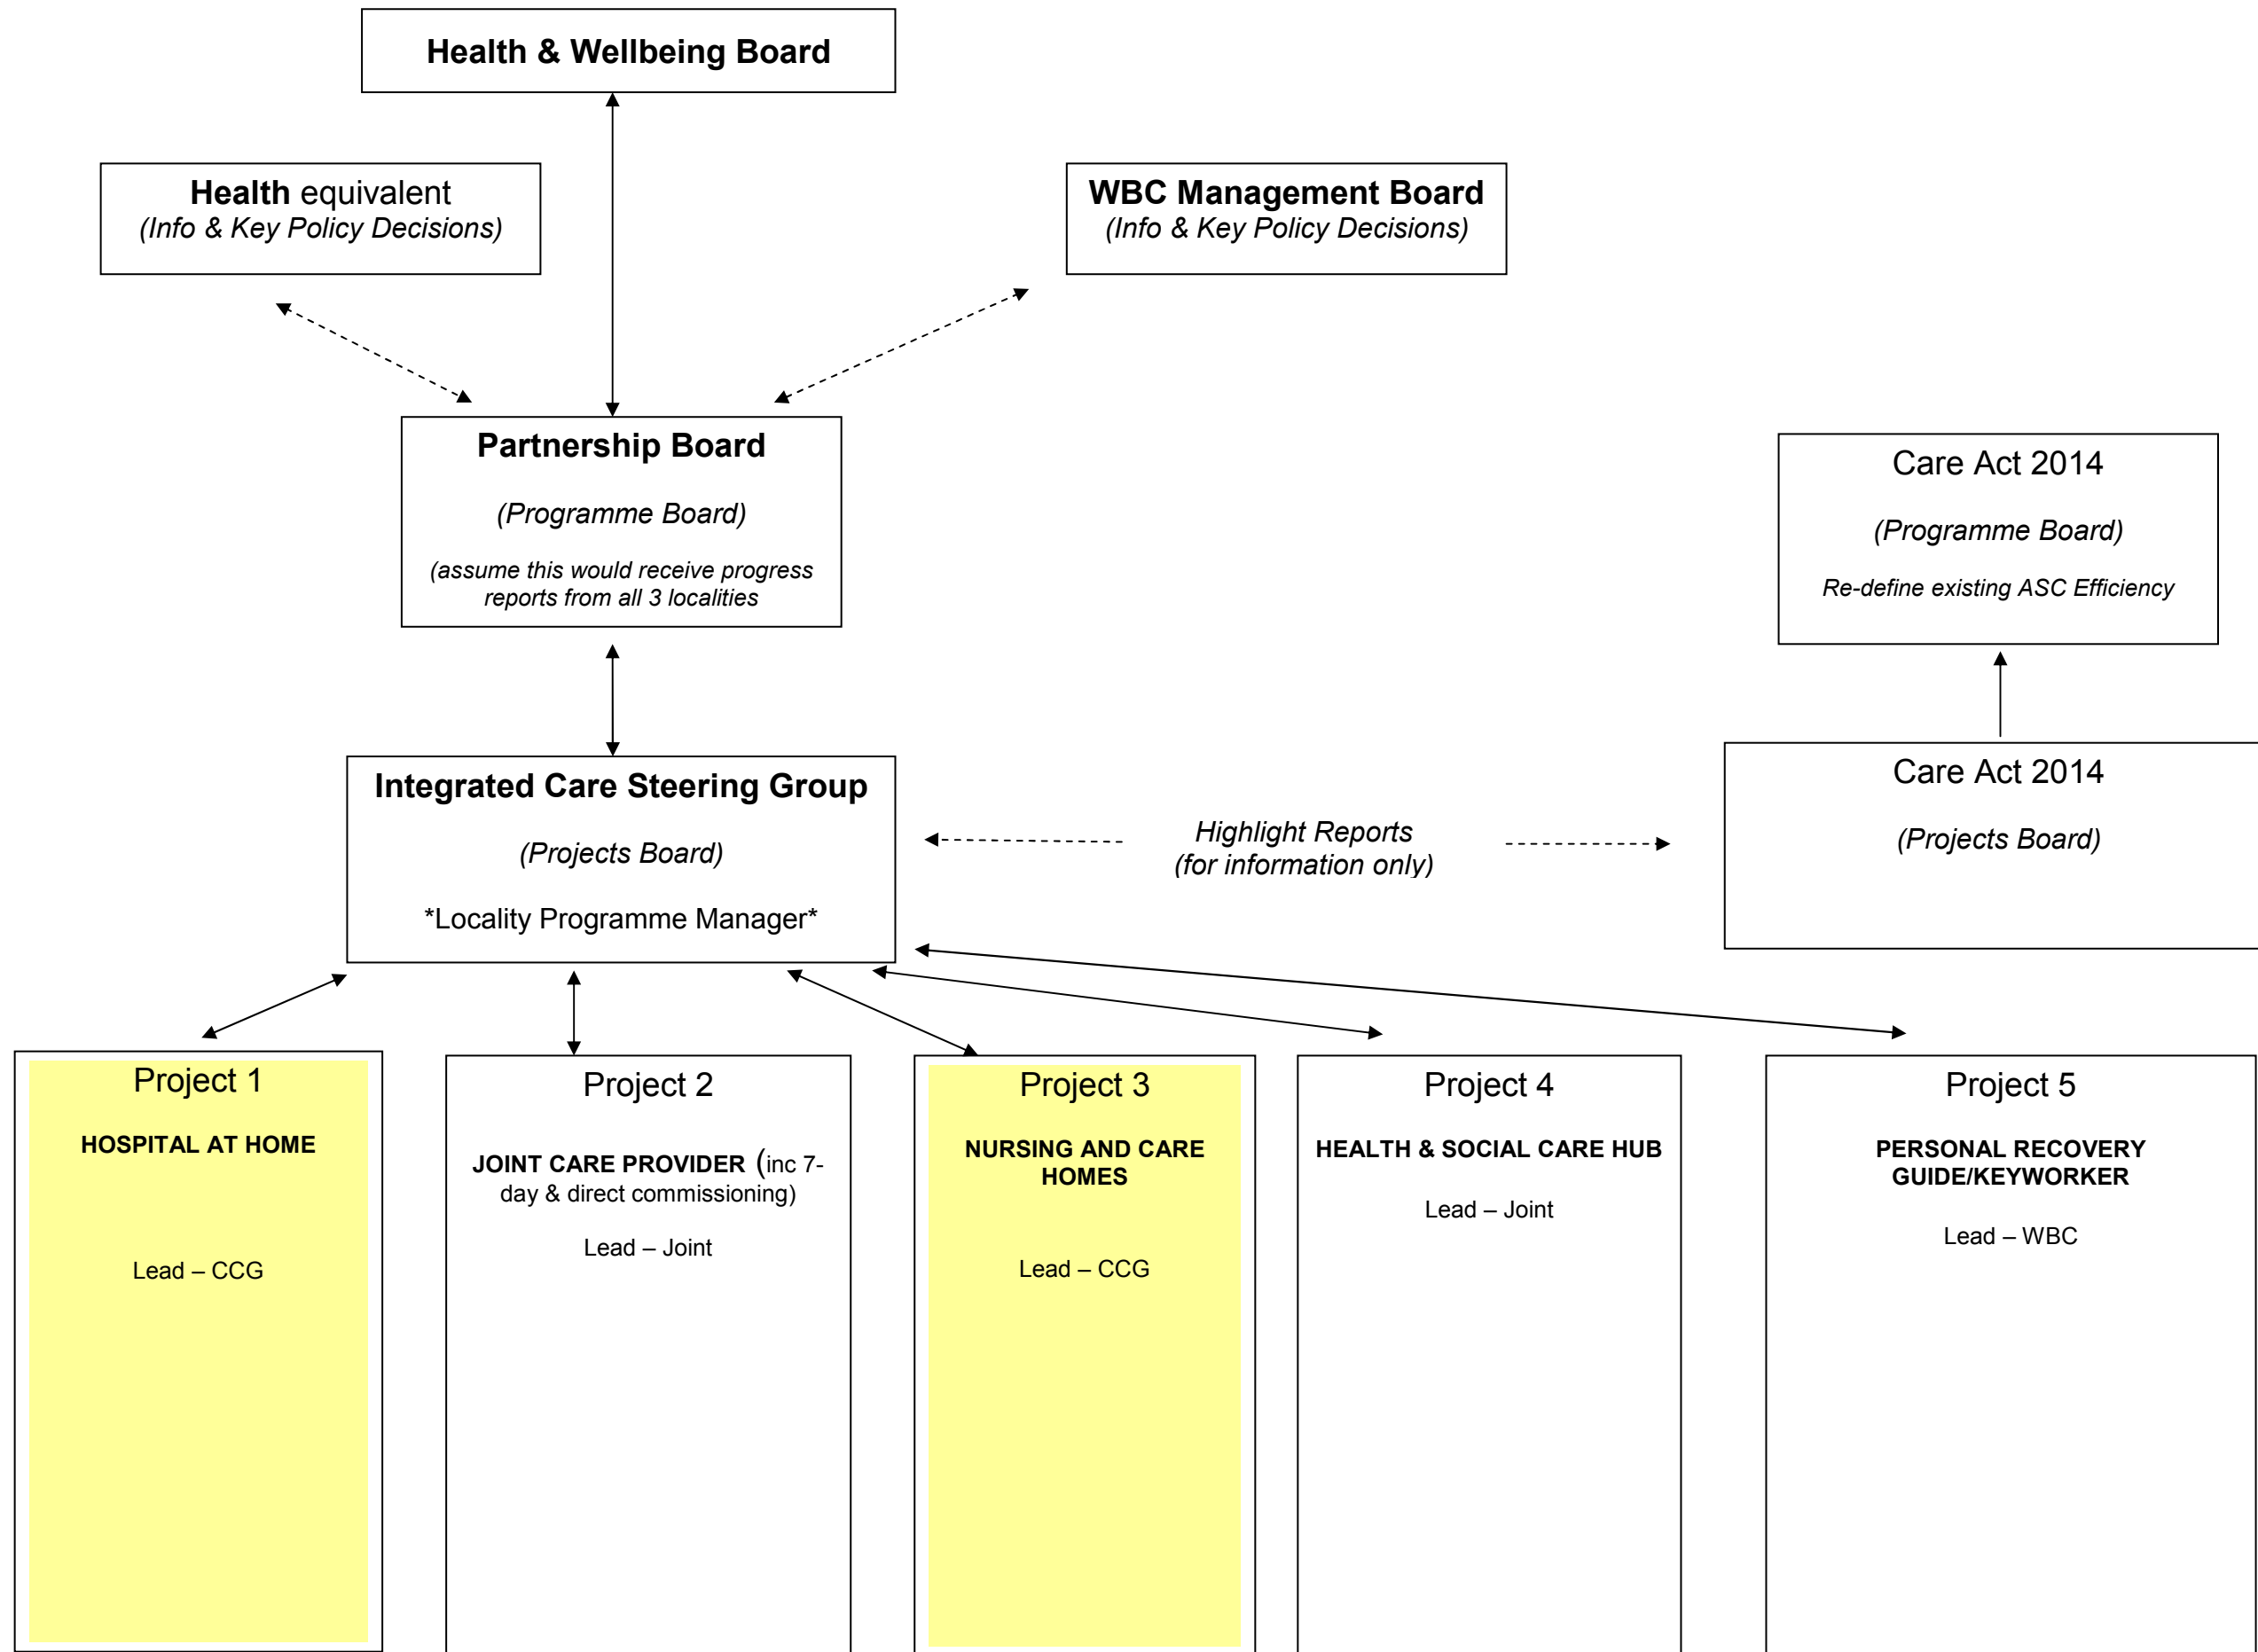 Health & Wellbeing Board
Health equivalent
(Info & Key Policy Decisions)
WBC Management Board
(Info & Key Policy Decisions)
Partnership Board
(Programme Board)
(assume this would receive progress
reports from all 3 localities
Care Act 2014
(Programme Board)
Re-define existing ASC Efficiency
Integrated Care Steering Group
(Projects Board)
*Locality Programme Manager*
Highlight Reports
(for information only)
Care Act 2014
(Projects Board)
Project 1
HOSPITAL AT HOME
Lead – CCG
Project 2
JOINT CARE PROVIDER (inc 7-
day & direct commissioning)
Lead – Joint
Project 3
NURSING AND CARE
HOMES
Lead – CCG
Project 4
HEALTH & SOCIAL CARE HUB
Lead – Joint
Project 5
PERSONAL RECOVERY
GUIDE/KEYWORKER
Lead – WBC